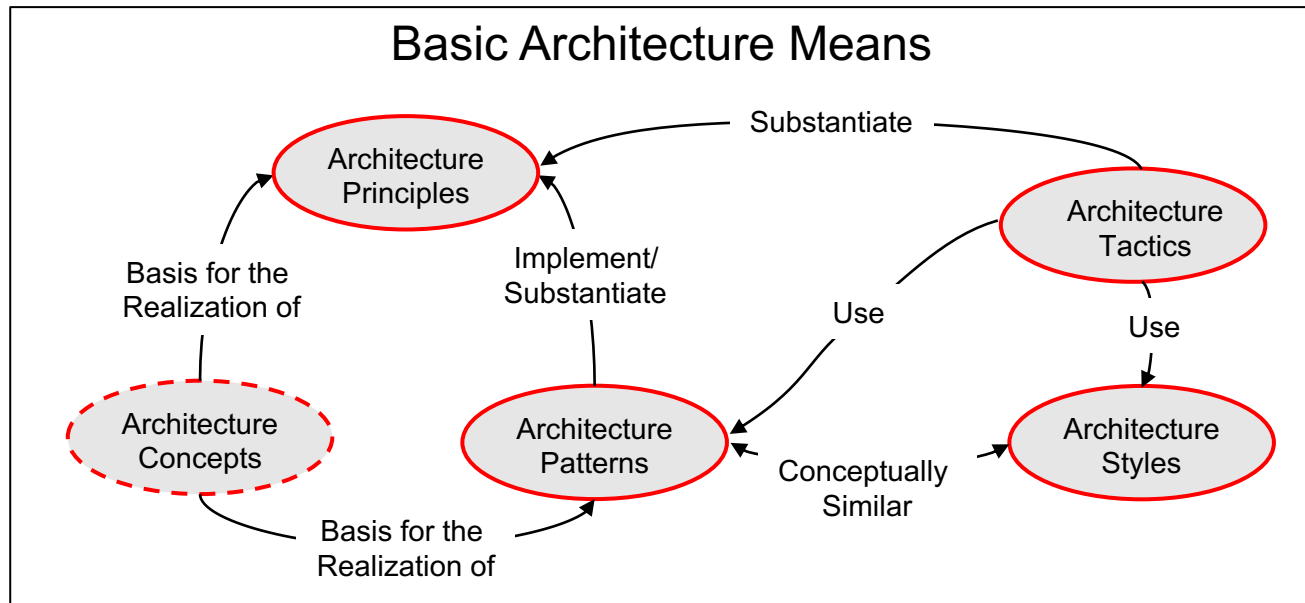 Basic Architecture Means
Substantiate
Architecture
Principles
Architecture
Tactics
Basis for the
Realization of
Implement/
Substantiate
Use
Use
Architecture
Concepts
Architecture
Patterns
Conceptually
Similar
Architecture
Styles
Basis for the
Realization of